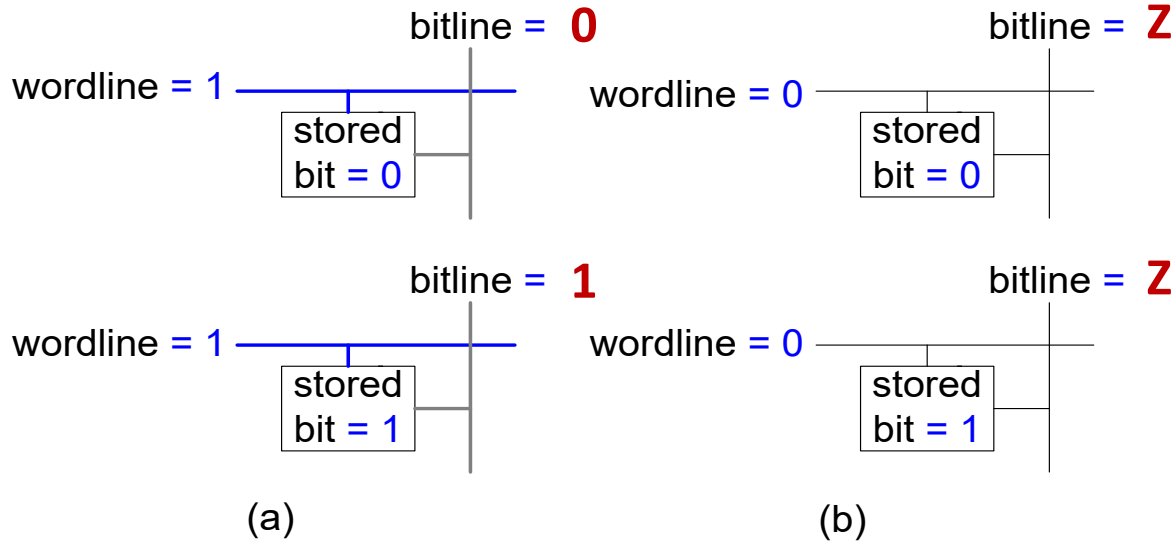 bitline = 0
wordline = 1
stored
bit = 0
bitline = Z
wordline = 0
stored
bit = 0
bitline = 1
wordline = 1
stored
bit = 1
bitline = Z
wordline = 0
stored
bit = 1
(a)
(b)